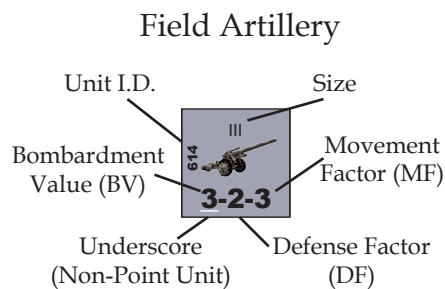 Field Artillery
Unit I.D.
Size
III
614
Bombardment
Value (BV)
Movement
Factor (MF)
3-2-3
Underscore
(Non-Point Unit)
Defense Factor
(DF)